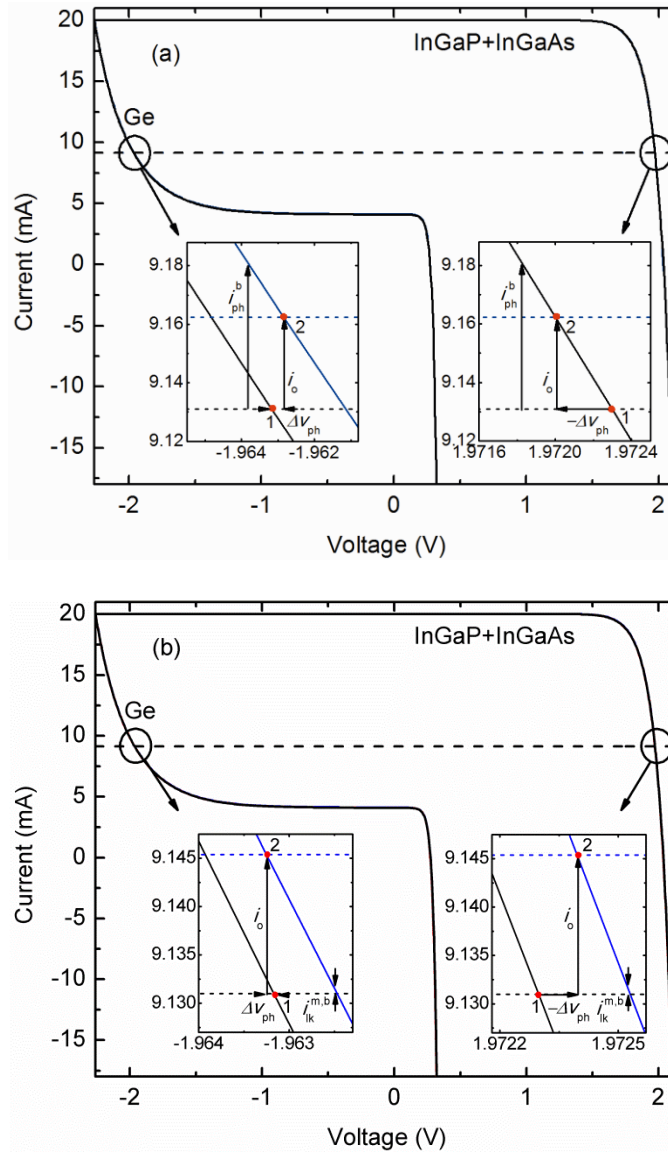 20
15
10
5
0
-5
-10
-15
Current (mA)
(a)
InGaP+InGaAs
Ge
9.18
9.16
9.14
9.12
i_ph^b
2
i_o
1
Δv_ph
-1.964
-1.962
9.18
9.16
9.14
9.12
i_ph^b
2
i_o
1
-Δv_ph
1.9716
1.9720
1.9724
-2
-1
0
1
2
Voltage (V)
20
15
10
5
0
-5
-10
-15
Current (mA)
(b)
InGaP+InGaAs
Ge
9.145
9.140
9.135
9.130
2
i_o
1
Δv_ph
i_lk^m,b
-1.964
-1.963
9.145
9.140
9.135
9.130
2
i_o
1
-Δv_ph
i_lk^m,b
1.9722
1.9725
-2
-1
0
1
2
Voltage (V)